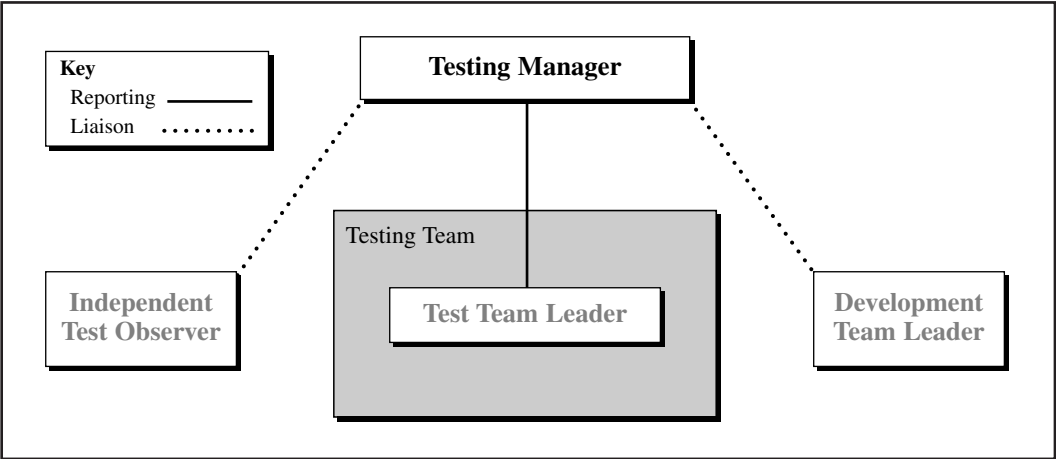 Key
Reporting
Liaison
Testing Manager
Testing Team
Test Team Leader
Independent
Test Observer
Development
Team Leader